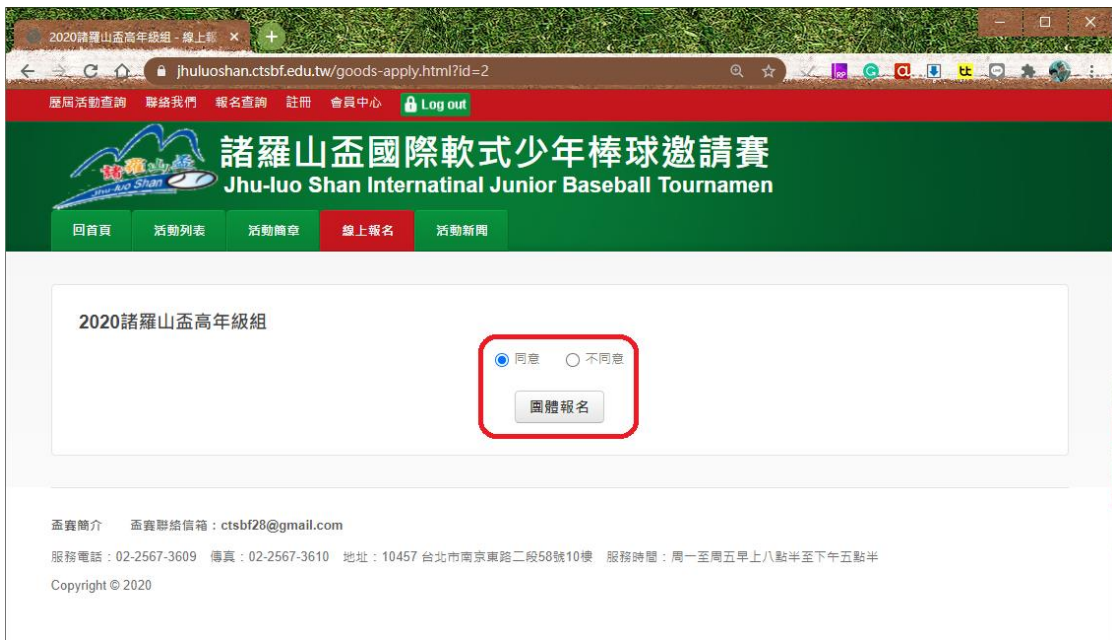 2020諸羅山盃高年級組 - 線上報
jhuluoshan.ctsbf.edu.tw/goods-apply.html?id=2
歷屆活動查詢 聯絡我們 報名查詢 註冊 會員中心 Log out
諸羅山盃
Jhu-luo Shan
諸羅山盃國際軟式少年棒球邀請賽
Jhu-luo Shan Internatinal Junior Baseball Tournamen
回首頁 活動列表 活動簡章 線上報名 活動新聞
2020諸羅山盃高年級組
同意 不同意
團體報名
盃賽簡介 盃賽聯絡信箱：ctsbf28@gmail.com
服務電話：02-2567-3609 傳真：02-2567-3610 地址：10457 台北市南京東路二段58號10樓 服務時間：周一至周五早上八點半至下午五點半
Copyright © 2020